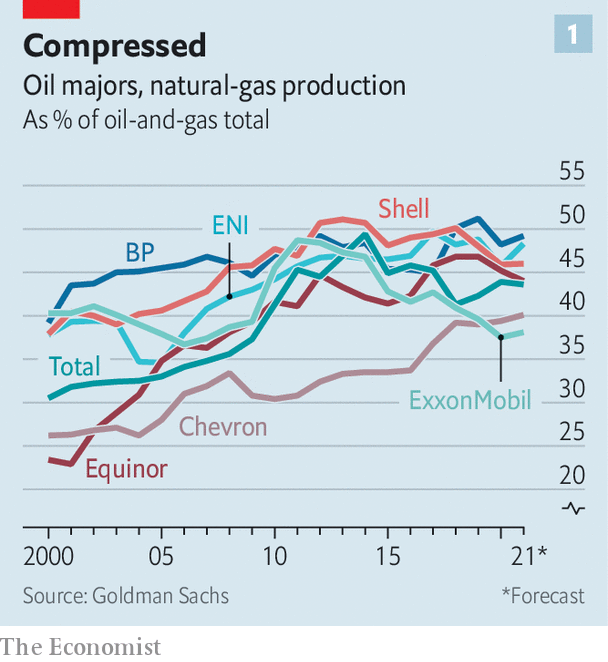 Compressed
1
Oil majors, natural-gas production
As % of oil-and-gas total
55
50
45
40
35
30
25
20
Shell
ENI
BP
Total
ExxonMobil
Chevron
Equinor
2000 05 10 15 21*
Source: Goldman Sachs *Forecast
The Economist